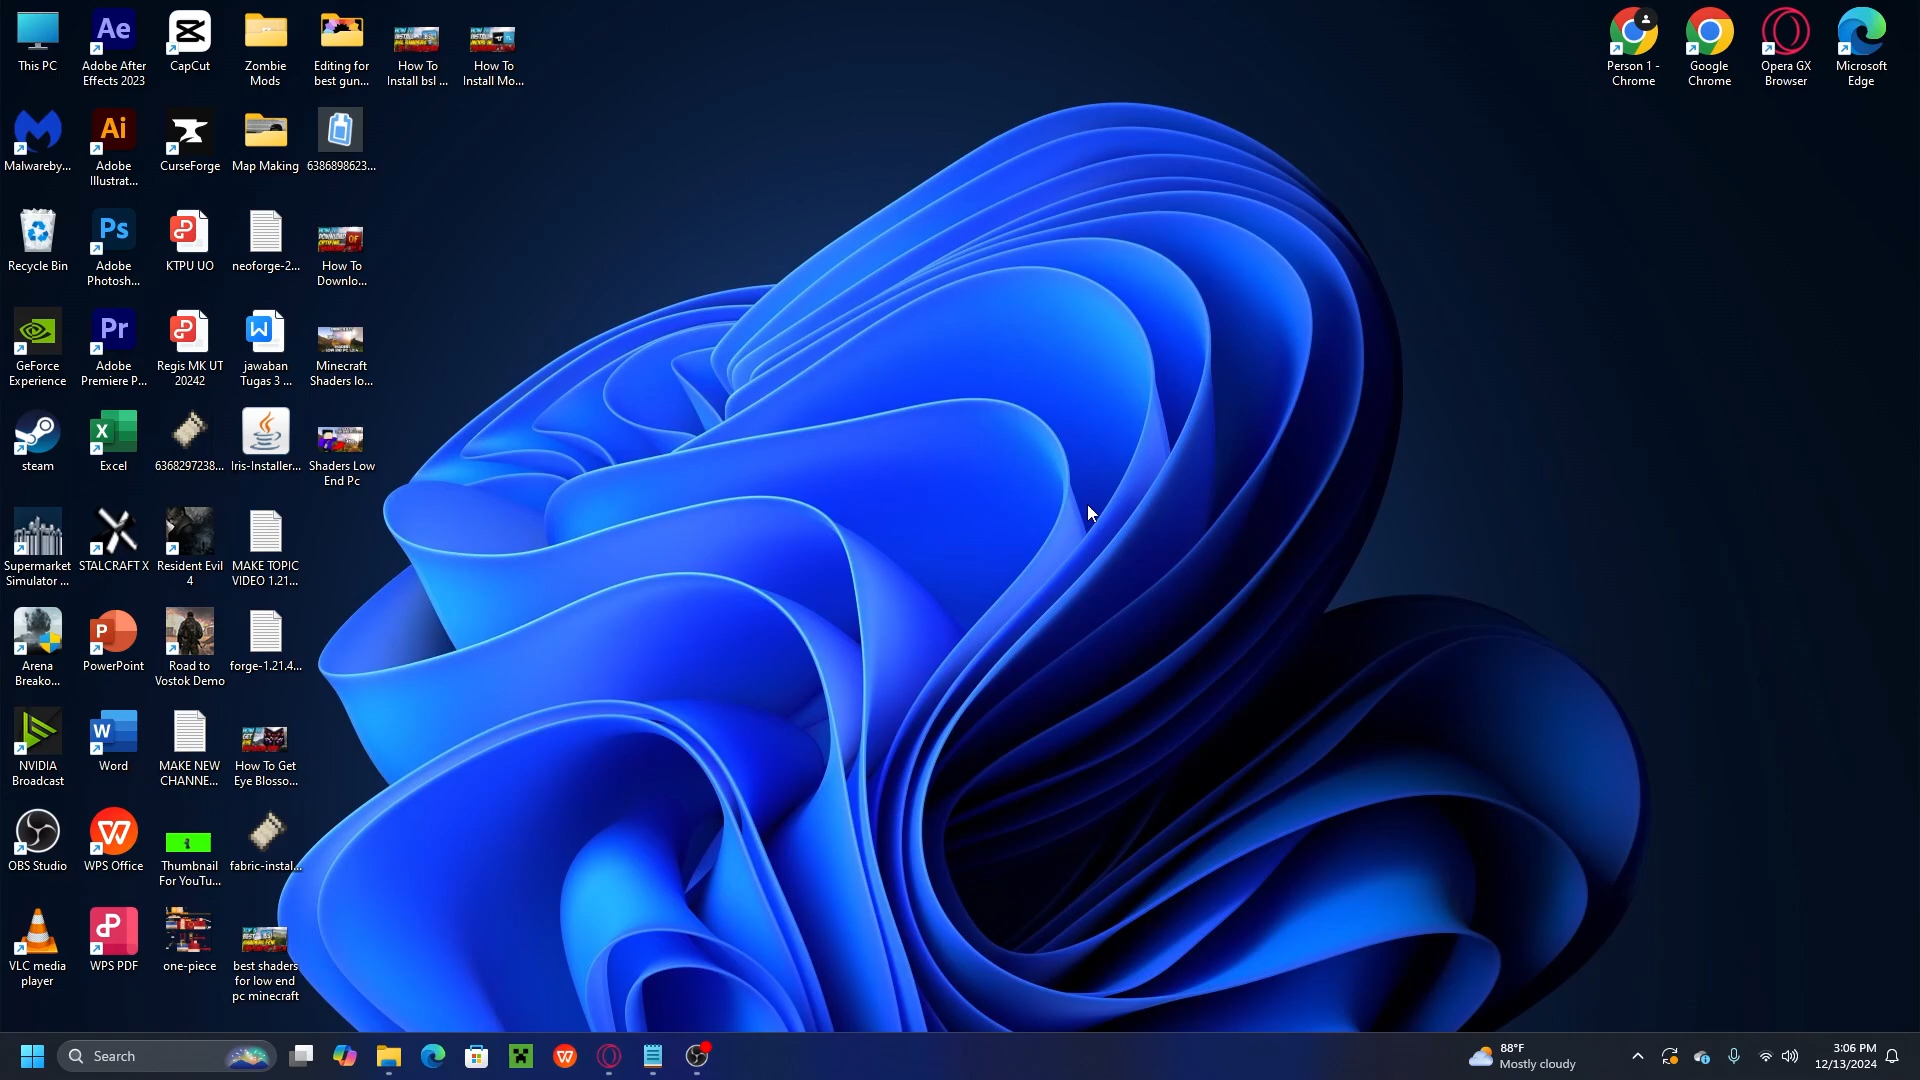 This PC
Adobe After
Effects 2023
CapCut
Zombie
Mods
Editing for
best gun...
How To
Install bsl ...
How To
Install Mo...
Person 1 -
Chrome
Google
Chrome
Opera GX
Browser
Microsoft
Edge
Malwareby...
Adobe
Illustrat...
CurseForge
Map Making
6386898623...
Recycle Bin
Adobe
Photosh...
KTPU UO
neoforge-2...
How To
Downlo...
GeForce
Experience
Adobe
Premiere P...
Regis MK UT
20242
jawaban
Tugas 3 ...
Minecraft
Shaders lo...
steam
Excel
6368297238...
Iris-Installer...
Shaders Low
End Pc
Supermarket
Simulator ...
STALCRAFT X
Resident Evil
4
MAKE TOPIC
VIDEO 1.21...
Arena
Breako...
PowerPoint
Road to
Vostok Demo
forge-1.21.4...
NVIDIA
Broadcast
Word
MAKE NEW
CHANNE...
How To Get
Eye Blosso...
OBS Studio
WPS Office
Thumbnail
For YouTu...
fabric-instal...
VLC media
player
WPS PDF
one-piece
best shaders
for low end
pc minecraft
Search
88°F
Mostly cloudy
3:06 PM
12/13/2024